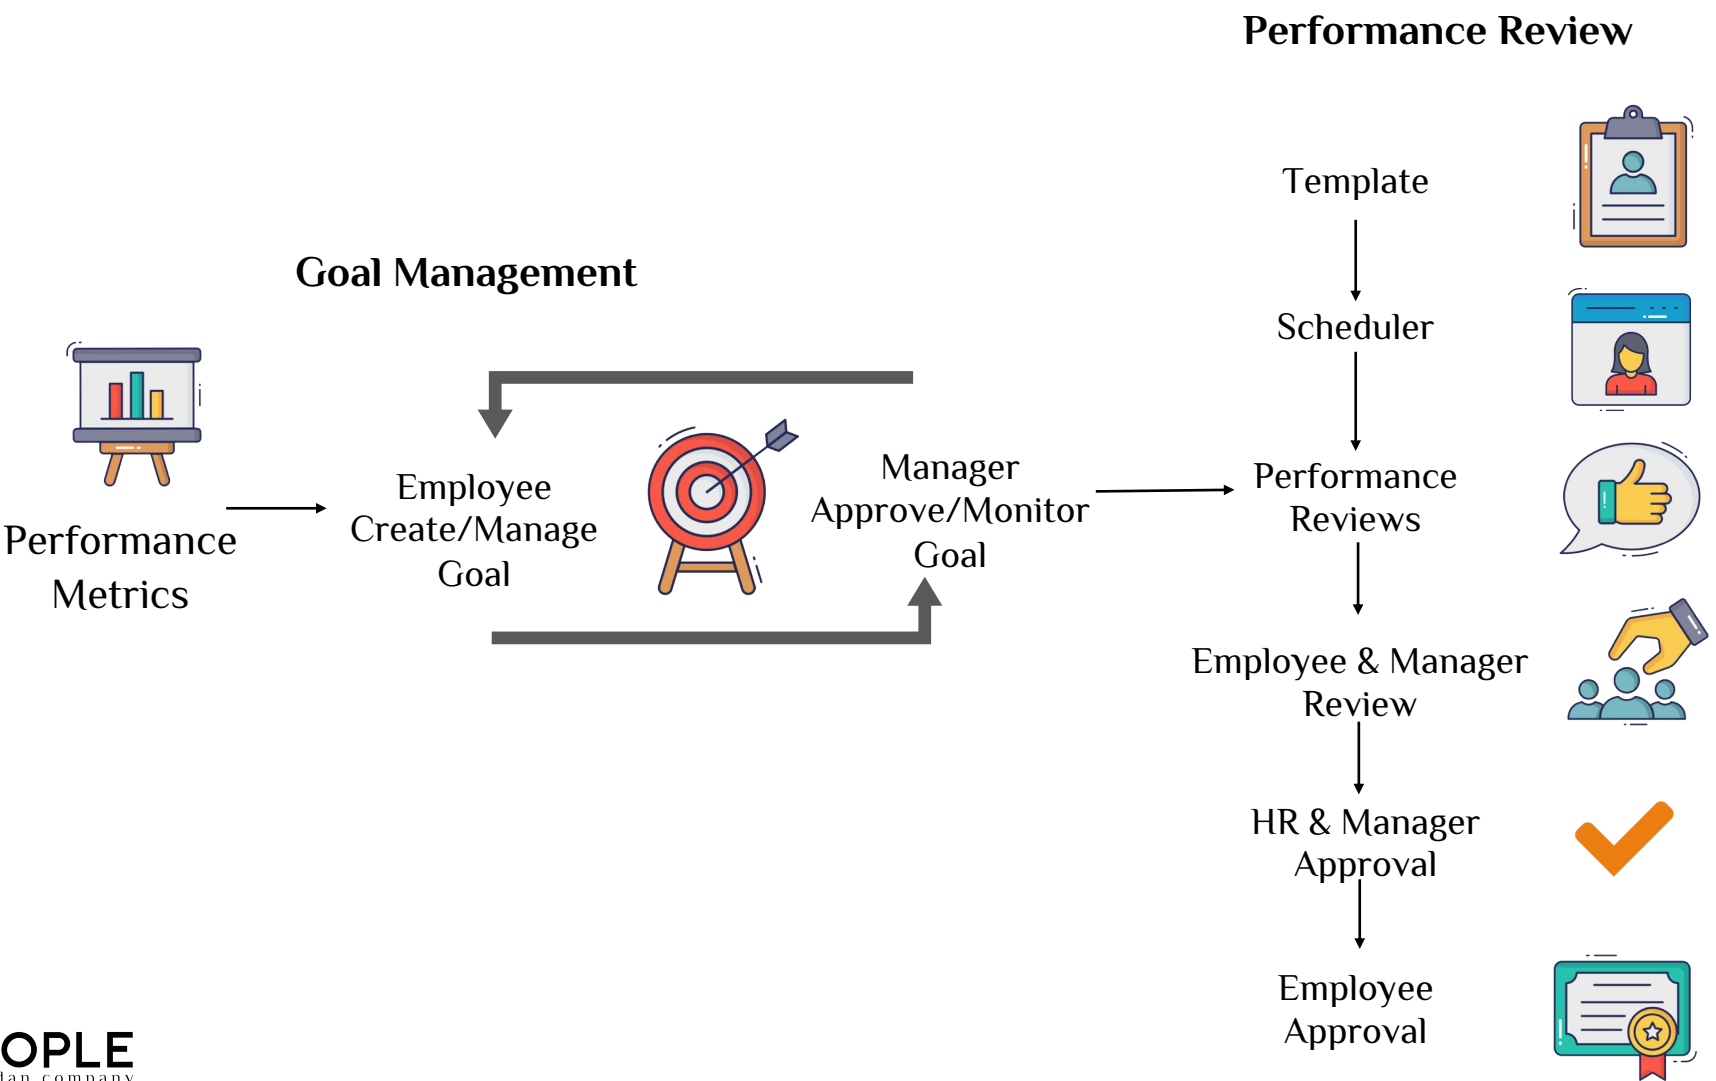 Performance Review
Template
Goal Management
Scheduler
Performance
Reviews
Manager
Approve/Monitor
Goal
Employee
Create/Manage
Goal
Performance
Metrics
Employee & Manager
Review
HR & Manager
Approval
Employee
Approval
OPLE
company